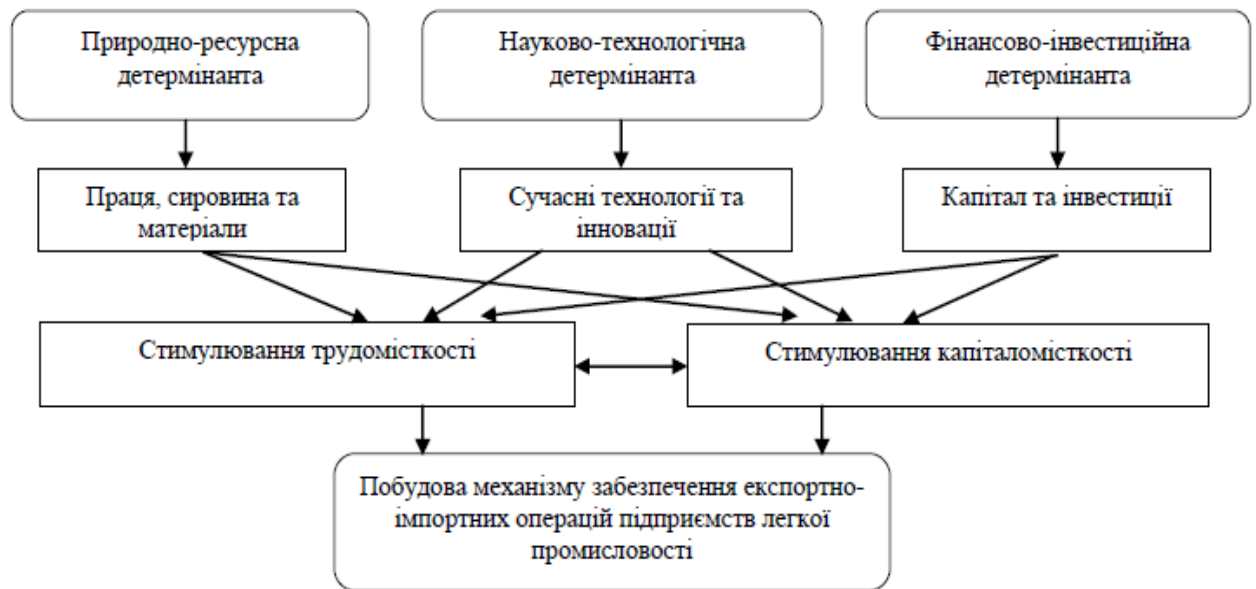 Природно-ресурсна
детермінанта
Науково-технологічна
детермінанта
Фінансово-інвестиційна
детермінанта
Праця, сировина та
матеріали
Сучасні технології та
інновації
Капітал та інвестиції
Стимулювання трудомісткості
Стимулювання капіталомісткості
Побудова механізму забезпечення експортно-
імпортних операцій підприємств легкої
промисловості